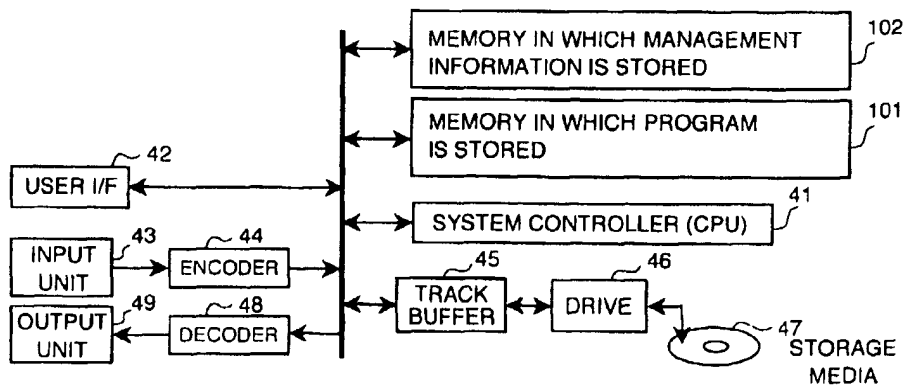 102
MEMORY IN WHICH MANAGEMENT
INFORMATION IS STORED
101
MEMORY IN WHICH PROGRAM
IS STORED
42
USER I/F
41
SYSTEM CONTROLLER (CPU)
43
INPUT
UNIT
44
ENCODER
45
TRACK
BUFFER
46
DRIVE
49
OUTPUT
UNIT
48
DECODER
47
STORAGE
MEDIA